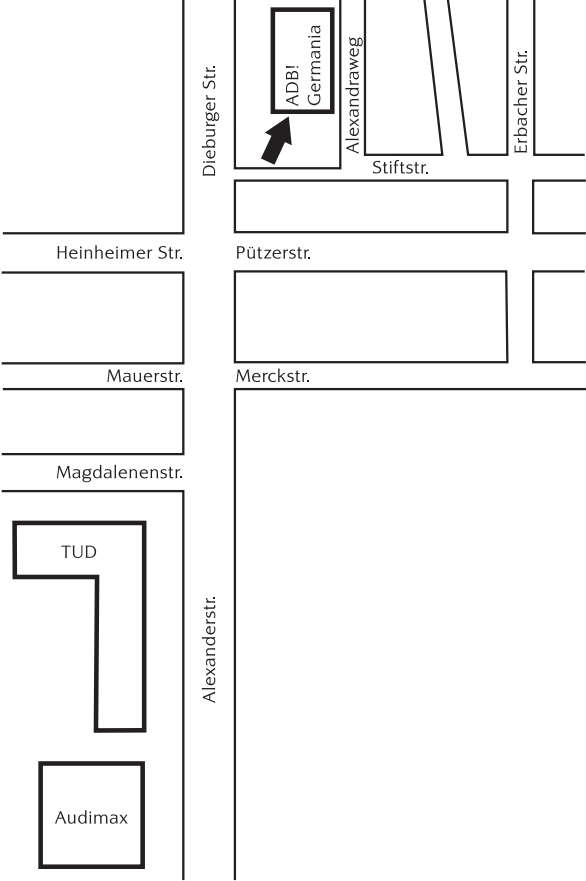 ADB!
Germania
Dieburger Str.
Alexandraweg
Erbacher Str.
Stiftstr.
Heinheimer Str.
Pützerstr.
Mauerstr.
Merckstr.
Magdalenenstr.
TUD
Alexanderstr.
Audimax